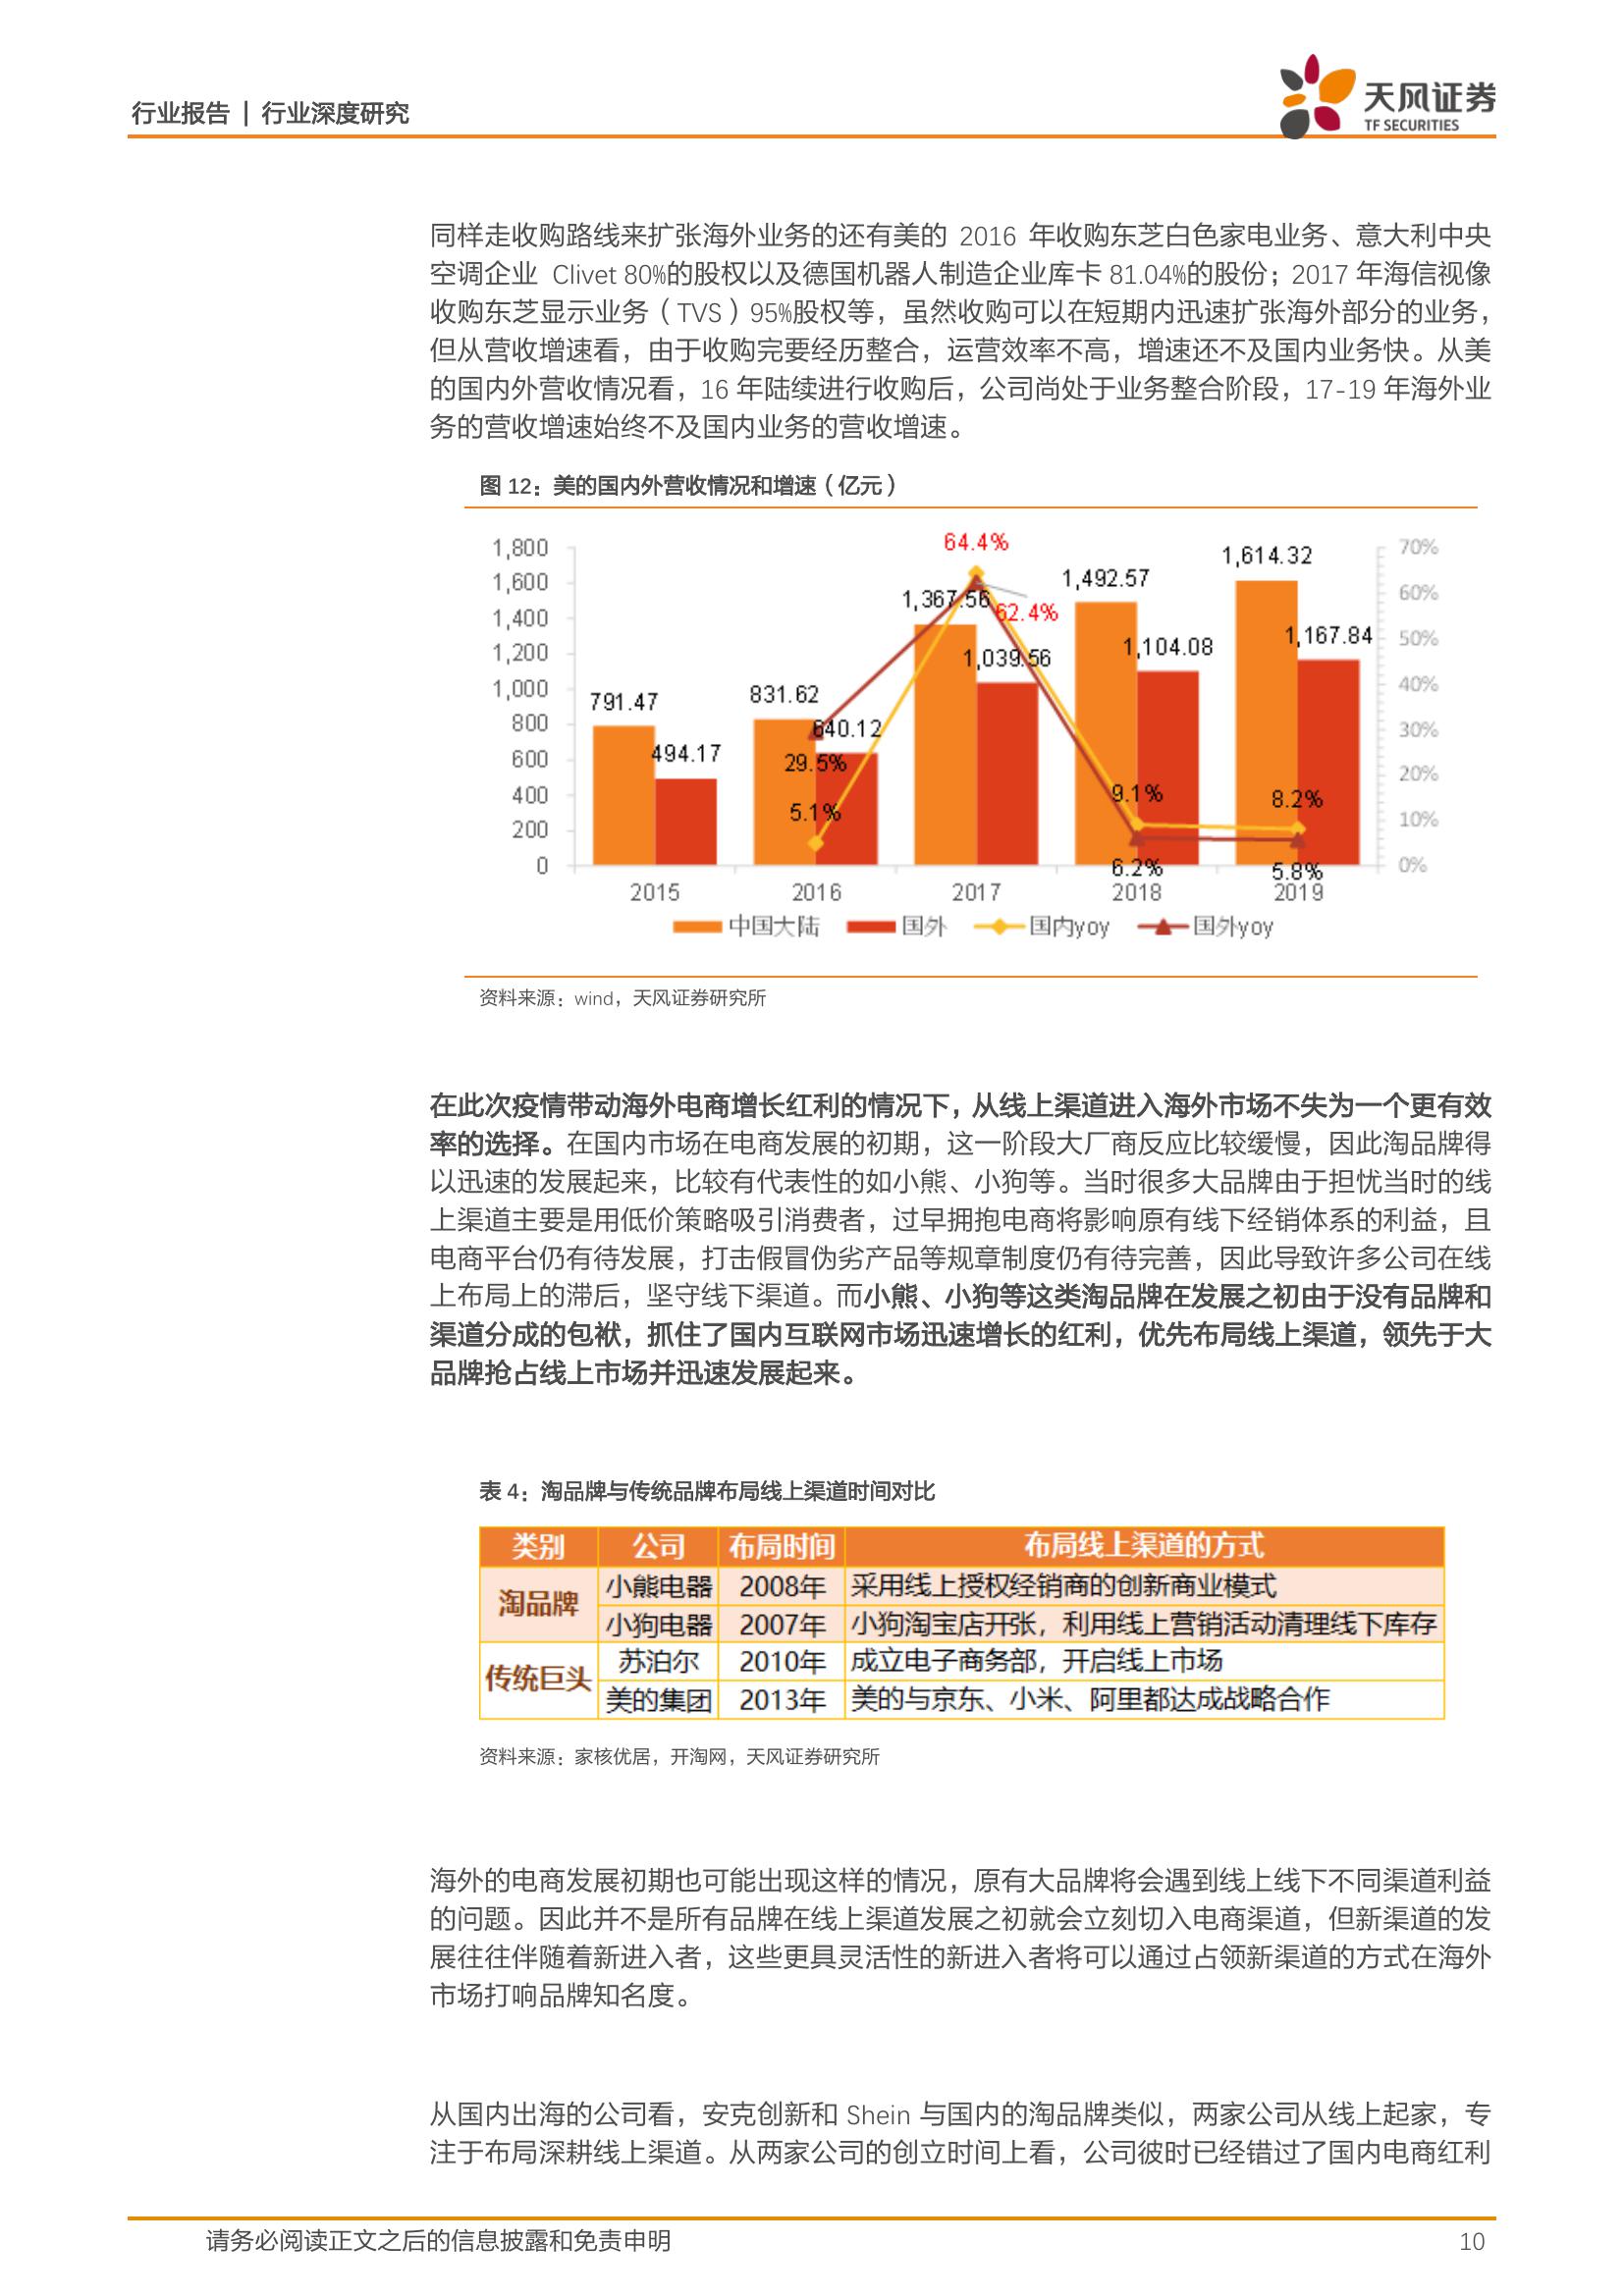 行业报告 | 行业深度研究
天风证券
TF SECURITIES
同样走收购路线来扩张海外业务的还有美的 2016 年收购东芝白色家电业务、意大利中央
空调企业 Clivet 80%的股权以及德国机器人制造企业库卡 81.04%的股份；2017 年海信视像
收购东芝显示业务（TVS）95%股权等，虽然收购可以在短期内迅速扩张海外部分的业务，
但从营收增速看，由于收购完要经历整合，运营效率不高，增速还不及国内业务快。从美
的国内外营收情况看，16 年陆续进行收购后，公司尚处于业务整合阶段，17-19 年海外业
务的营收增速始终不及国内业务的营收增速。
图 12：美的国内外营收情况和增速（亿元）
1,800
1,600
1,400
1,200
1,000
800
600
400
200
0
791.47
494.17
831.62
640.12
29.5%
5.1%
64.4%
1,367.56
62.4%
1,039.56
1,492.57
1,104.08
9.1%
6.2%
1,614.32
1,167.84
8.2%
5.8%
70%
60%
50%
40%
30%
20%
10%
0%
2015 2016 2017 2018 2019
中国大陆 国外 国内yoy 国外yoy
资料来源：wind，天风证券研究所
在此次疫情带动海外电商增长红利的情况下，从线上渠道进入海外市场不失为一个更有效
率的选择。在国内市场在电商发展的初期，这一阶段大厂商反应比较缓慢，因此淘品牌得
以迅速的发展起来，比较有代表性的如小熊、小狗等。当时很多大品牌由于担忧当时的线
上渠道主要是用低价策略吸引消费者，过早拥抱电商将影响原有线下经销体系的利益，且
电商平台仍有待发展，打击假冒伪劣产品等规章制度仍有待完善，因此导致许多公司在线
上布局上的滞后，坚守线下渠道。而小熊、小狗等这类淘品牌在发展之初由于没有品牌和
渠道分成的包袱，抓住了国内互联网市场迅速增长的红利，优先布局线上渠道，领先于大
品牌抢占线上市场并迅速发展起来。
表 4：淘品牌与传统品牌布局线上渠道时间对比
类别 公司 布局时间 布局线上渠道的方式
淘品牌 小熊电器 2008年 采用线上授权经销商的创新商业模式
小狗电器 2007年 小狗淘宝店开张，利用线上营销活动清理线下库存
传统巨头 苏泊尔 2010年 成立电子商务部，开启线上市场
美的集团 2013年 美的与京东、小米、阿里都达成战略合作
资料来源：家核优居，开淘网，天风证券研究所
海外的电商发展初期也可能出现这样的情况，原有大品牌将会遇到线上线下不同渠道利益
的问题。因此并不是所有品牌在线上渠道发展之初就会立刻切入电商渠道，但新渠道的发
展往往伴随着新进入者，这些更具灵活性的新进入者将可以通过占领新渠道的方式在海外
市场打响品牌知名度。
从国内出海的公司看，安克创新和 Shein 与国内的淘品牌类似，两家公司从线上起家，专
注于布局深耕线上渠道。从两家公司的创立时间上看，公司彼时已经错过了国内电商红利
请务必阅读正文之后的信息披露和免责申明
10